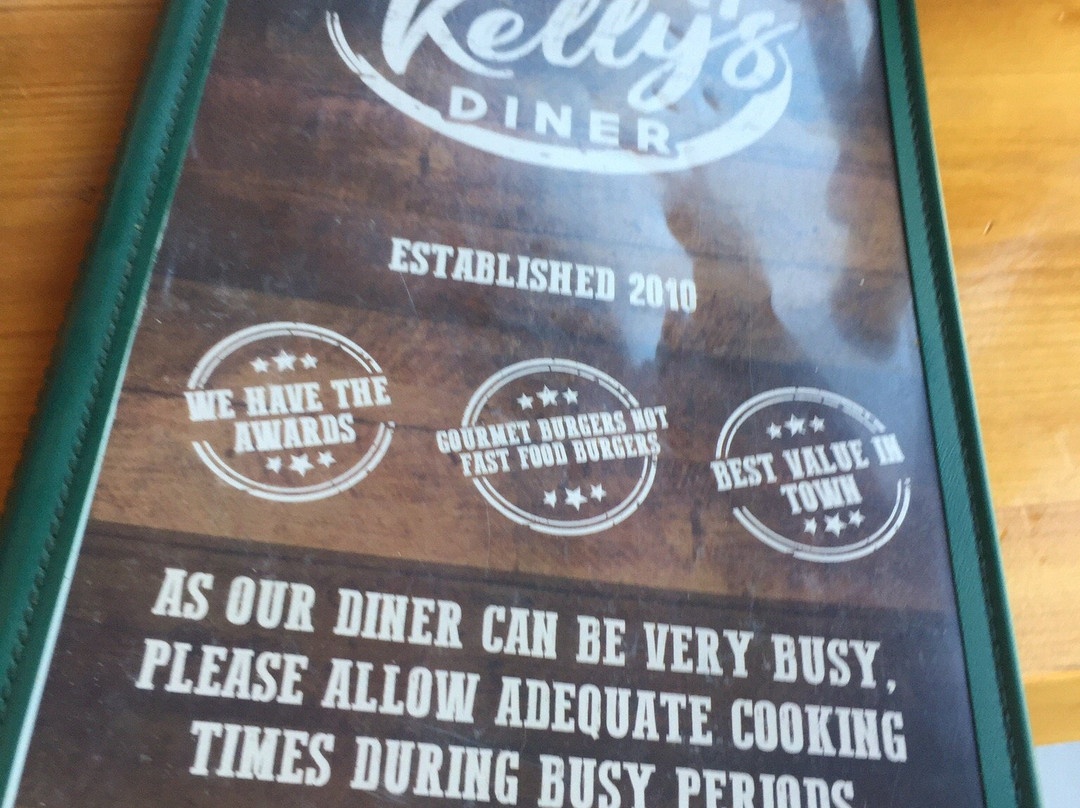 Kelly's
DINER
ESTABLISHED 2010
WE HAVE THE
AWARDS
GOURMET BURGERS NOT
FAST FOOD BURGERS
BEST VALUE IN
TOWN
AS OUR DINER CAN BE VERY BUSY,
PLEASE ALLOW ADEQUATE COOKING
TIMES DURING BUSY PERIODS